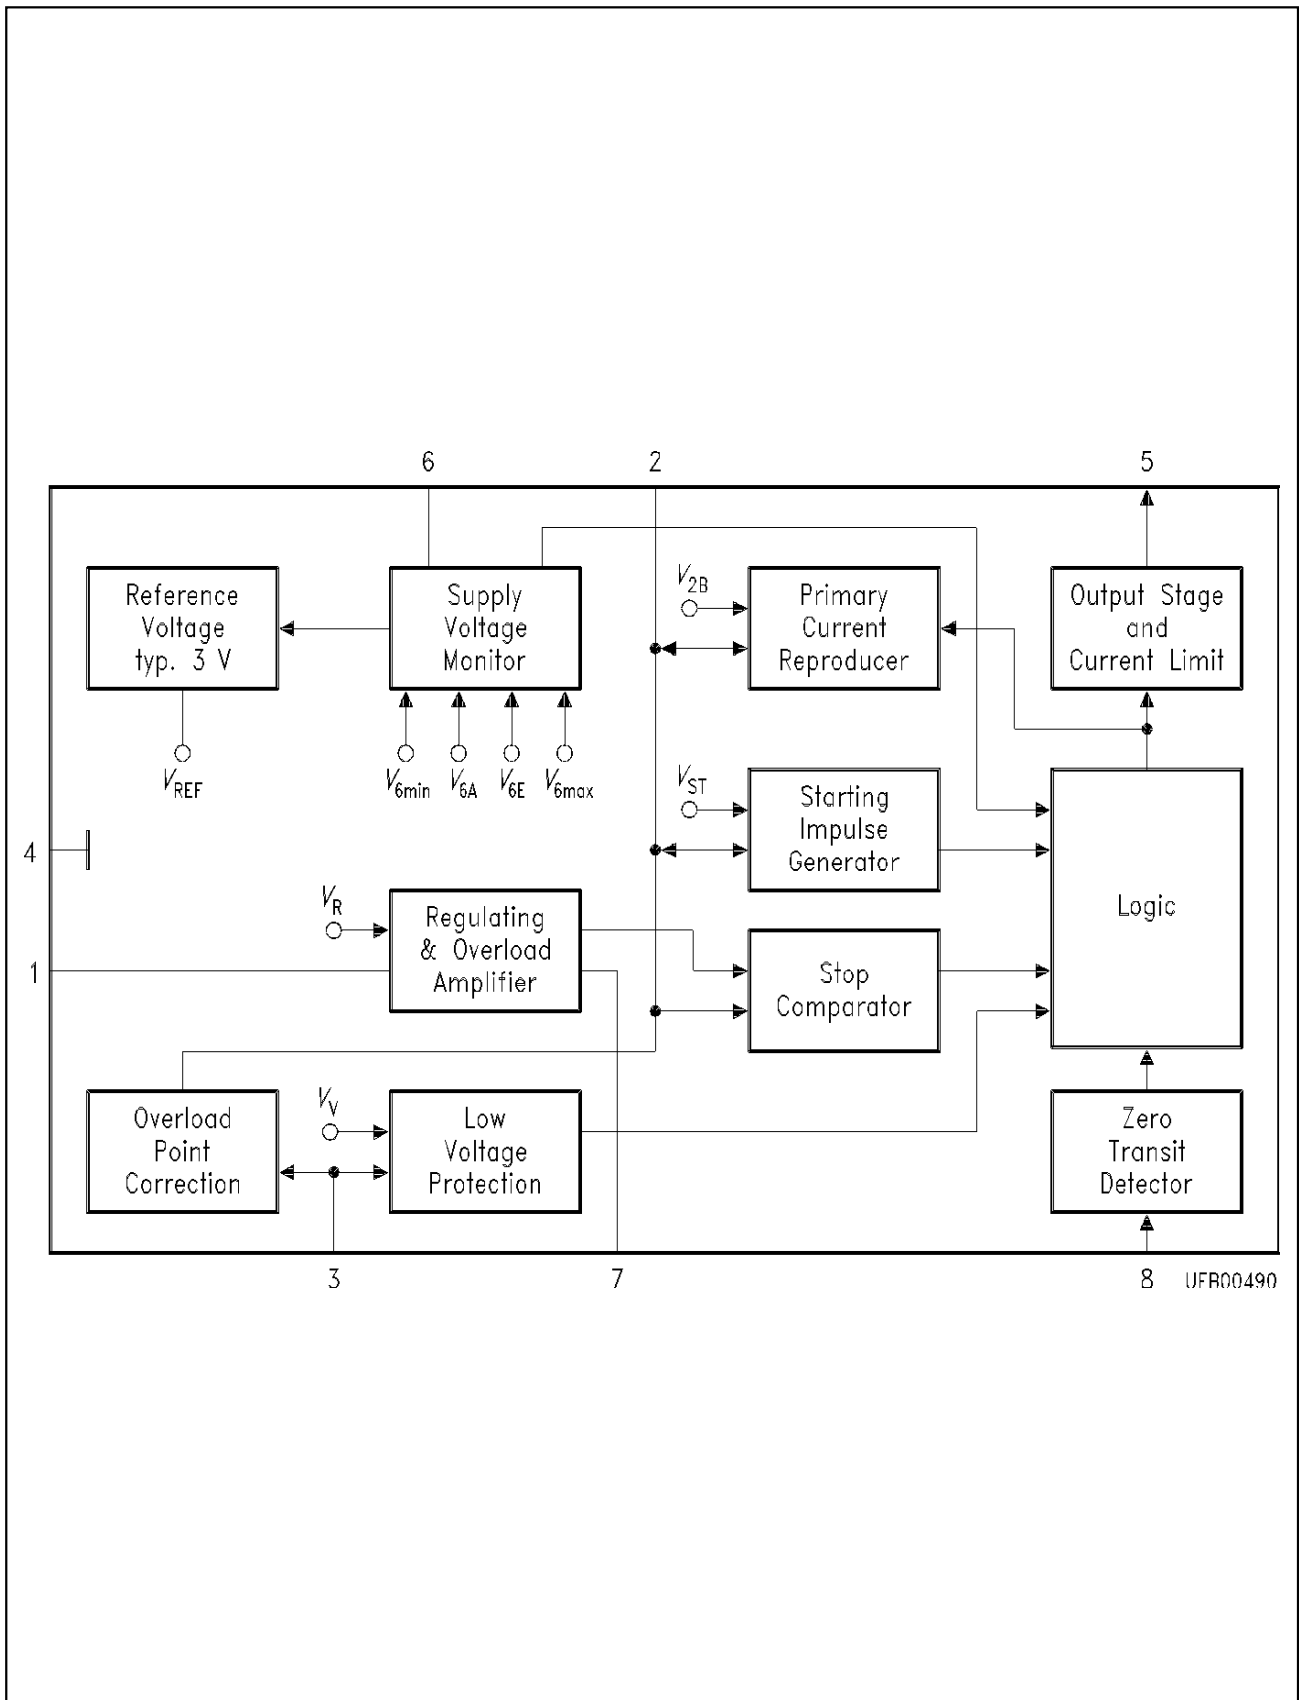 6
2
5
Reference
Voltage
typ. 3 V
Supply
Voltage
Monitor
V2B
Primary
Current
Reproducer
Output Stage
and
Current Limit
VREF
V6min
V6A
V6E
V6max
VST
Starting
Impulse
Generator
4
VR
Regulating
& Overload
Amplifier
Logic
1
Stop
Comparator
Overload
Point
Correction
VV
Low
Voltage
Protection
Zero
Transit
Detector
3
7
8
UFB00490